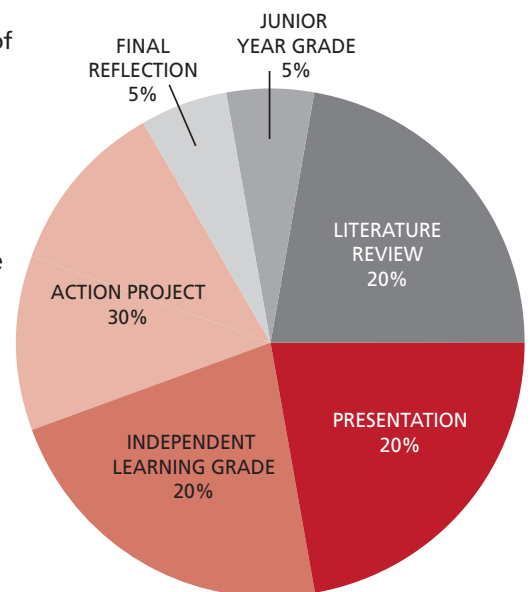 of
JUNIOR
YEAR GRADE
5%
FINAL
REFLECTION
5%
LITERATURE
REVIEW
20%
e
ACTION PROJECT
30%
PRESENTATION
20%
INDEPENDENT
LEARNING GRADE
20%